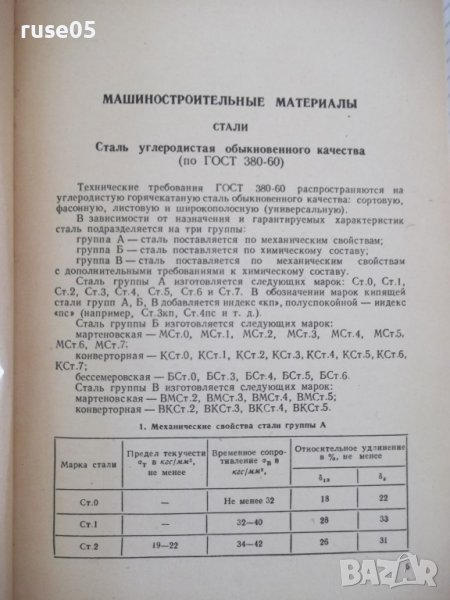 ruse05
МАШИНОСТРОИТЕЛЬНЫЕ МАТЕРИАЛЫ
СТАЛИ
Сталь углеродистая обыкновенного качества
(по ГОСТ 380-60)
Технические требования ГОСТ 380-60 распространяются на
углеродистую горячекатаную сталь обыкновенного качества: сортовую,
фасонную, листовую и широкополосную (универсальную).
В зависимости от назначения и гарантируемых характеристик
сталь подразделяется на три группы:
группа А — сталь поставляется по механическим свойствам;
группа Б — сталь поставляется по химическому составу;
группа В — сталь поставляется по механическим свойствам
с дополнительными требованиями к химическому составу.
Сталь группы А изготовляется следующих марок: Ст.0, Ст.1,
Ст.2, Ст.3, Ст.4, Ст.5, Ст.6 и Ст.7. В обозначении марки кипящей
стали групп А, Б, В добавляется индекс «кп», полуспокойной — индекс
«пс» (например, Ст.3кп, Ст.4пс и т. д.).
Сталь группы Б изготовляется следующих марок:
мартеновская — МСт.0, МСт.1, МСт.2, МСт.3, МСт.4, МСт.5,
МСт.6, МСт.7;
конверторная — КСт.0, КСт.1, КСт.2, КСт.3, КСт.4, КСт.5, КСт.6,
КСт.7;
бессемеровская — БСт.0, БСт.3, БСт.4, БСт.5, БСт.6.
Сталь группы В изготовляется следующих марок:
мартеновская — ВМСт.2, ВМСт.3, ВМСт.4, ВМСт.5;
конверторная — ВКСт.2, ВКСт.3, ВКСт.4, ВКСт.5.
1. Механические свойства стали группы А
Марка стали | Предел текучести σт в кгс/мм², не менее | Временное сопротивление σв в кгс/мм², | Относительное удлинение в %, не менее
δ₁₀ | δ₅
Ст.0 | — | Не менее 32 | 18 | 22
Ст.1 | — | 32—40 | 28 | 33
Ст.2 | 19—22 | 34—42 | 26 | 31
BAZAR.BG